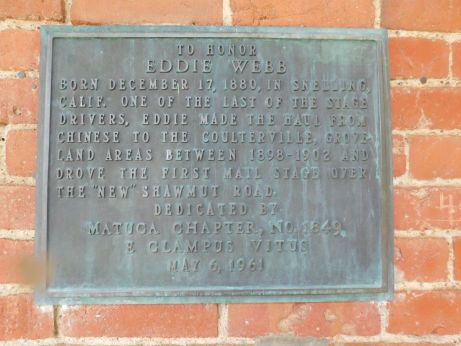 TO HONOR
EDDIE WEBB
BORN DECEMBER 17, 1880, IN SNELLING,
CALIF. ONE OF THE LAST OF THE STAGE
DRIVERS, EDDIE MADE THE HAUL FROM
CHINESE TO THE COULTERVILLE, GROVE-
LAND AREAS BETWEEN 1898-1902 AND
DROVE THE FIRST MAIL STAGE OVER
THE "NEW" SHAWMUT ROAD.
DEDICATED BY
MATUCA CHAPTER, NO. 1849
E CLAMPUS VITUS
MAY 6, 1961